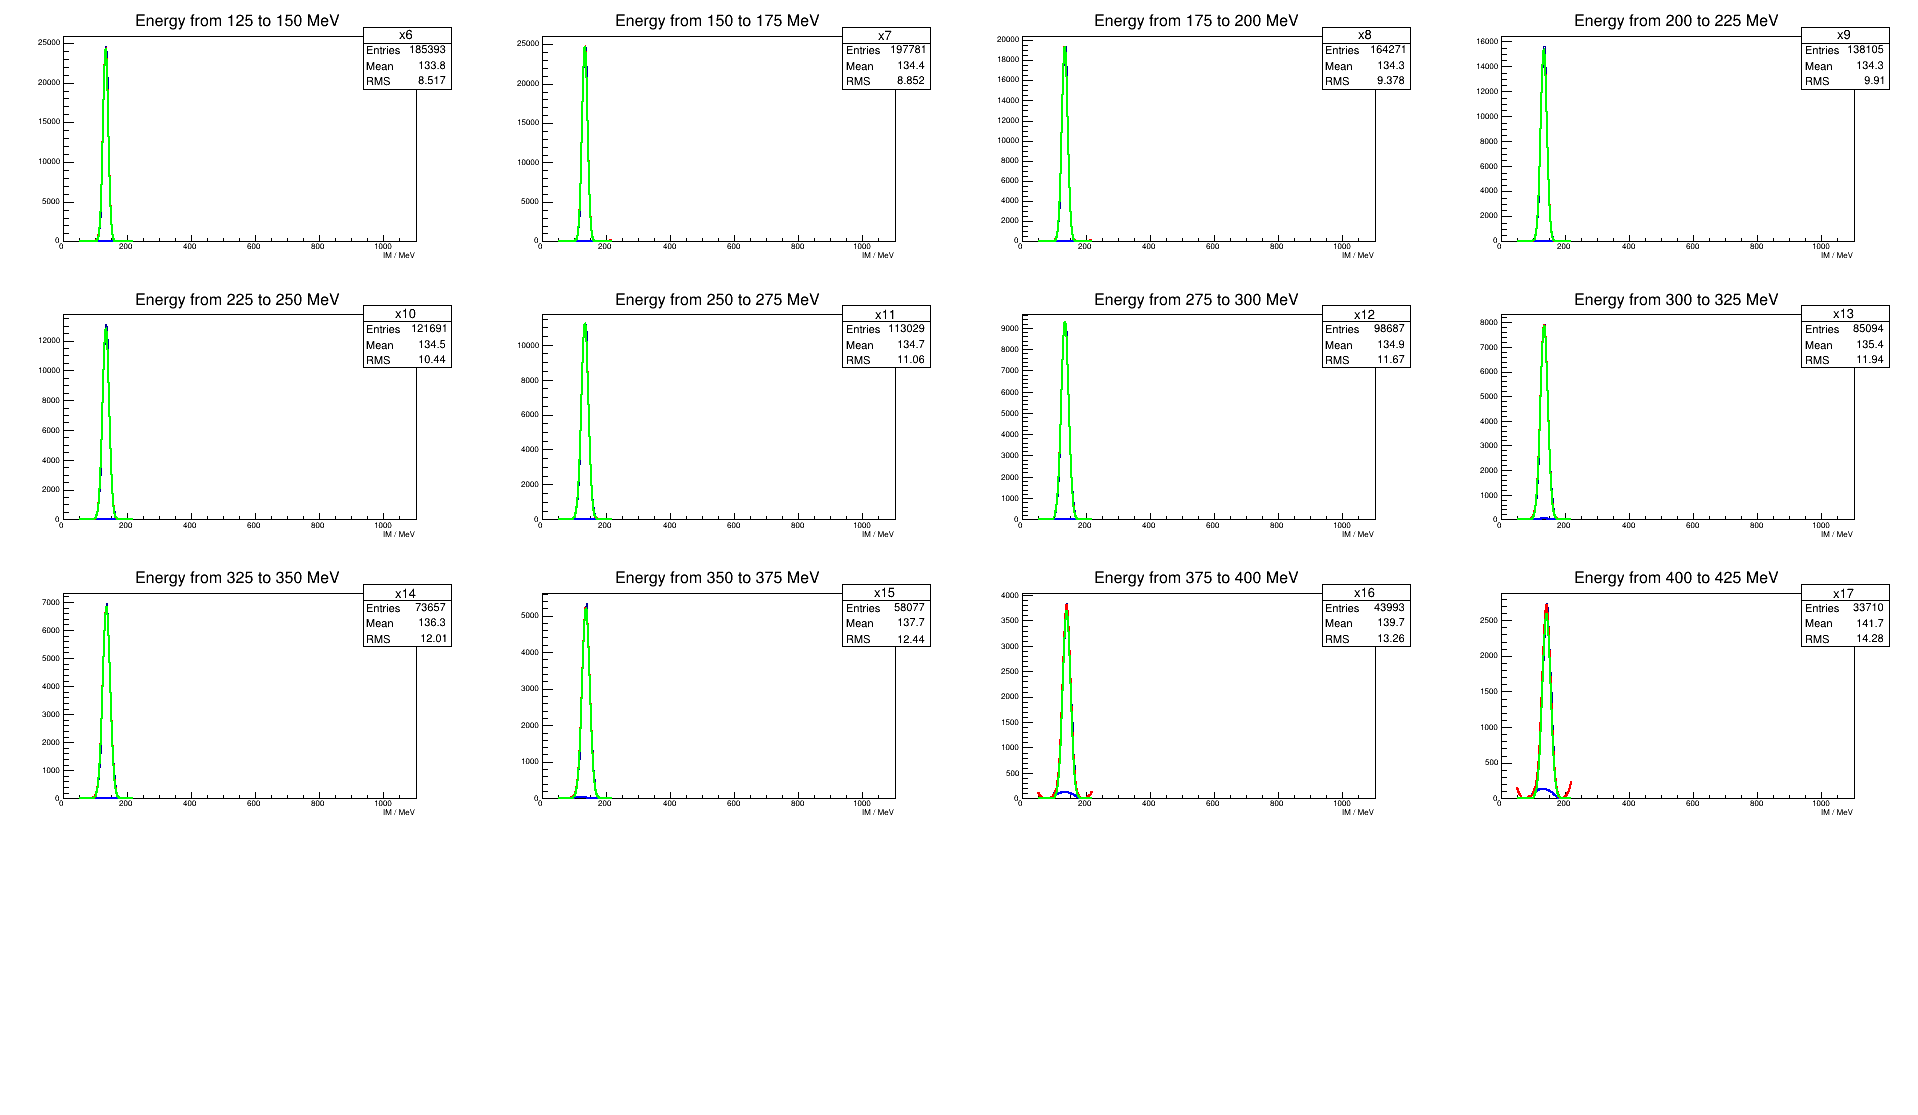 Energy from 125 to 150 MeV
x6
Entries 185393
Mean 133.8
RMS 8.517
25000
20000
15000
10000
5000
0
0 200 400 600 800 1000
IM / MeV
Energy from 150 to 175 MeV
x7
Entries 197781
Mean 134.4
RMS 8.852
25000
20000
15000
10000
5000
0
0 200 400 600 800 1000
IM / MeV
Energy from 175 to 200 MeV
x8
Entries 164271
Mean 134.3
RMS 9.378
20000
18000
16000
14000
12000
10000
8000
6000
4000
2000
0
0 200 400 600 800 1000
IM / MeV
Energy from 200 to 225 MeV
x9
Entries 138105
Mean 134.3
RMS 9.91
16000
14000
12000
10000
8000
6000
4000
2000
0
0 200 400 600 800 1000
IM / MeV
Energy from 225 to 250 MeV
x10
Entries 121691
Mean 134.5
RMS 10.44
12000
10000
8000
6000
4000
2000
0
0 200 400 600 800 1000
IM / MeV
Energy from 250 to 275 MeV
x11
Entries 113029
Mean 134.7
RMS 11.06
10000
8000
6000
4000
2000
0
0 200 400 600 800 1000
IM / MeV
Energy from 275 to 300 MeV
x12
Entries 98687
Mean 134.9
RMS 11.67
9000
8000
7000
6000
5000
4000
3000
2000
1000
0
0 200 400 600 800 1000
IM / MeV
Energy from 300 to 325 MeV
x13
Entries 85094
Mean 135.4
RMS 11.94
8000
7000
6000
5000
4000
3000
2000
1000
0
0 200 400 600 800 1000
IM / MeV
Energy from 325 to 350 MeV
x14
Entries 73657
Mean 136.3
RMS 12.01
7000
6000
5000
4000
3000
2000
1000
0
0 200 400 600 800 1000
IM / MeV
Energy from 350 to 375 MeV
x15
Entries 58077
Mean 137.7
RMS 12.44
5000
4000
3000
2000
1000
0
0 200 400 600 800 1000
IM / MeV
Energy from 375 to 400 MeV
x16
Entries 43993
Mean 139.7
RMS 13.26
4000
3500
3000
2500
2000
1500
1000
500
0
0 200 400 600 800 1000
IM / MeV
Energy from 400 to 425 MeV
x17
Entries 33710
Mean 141.7
RMS 14.28
2500
2000
1500
1000
500
0
0 200 400 600 800 1000
IM / MeV